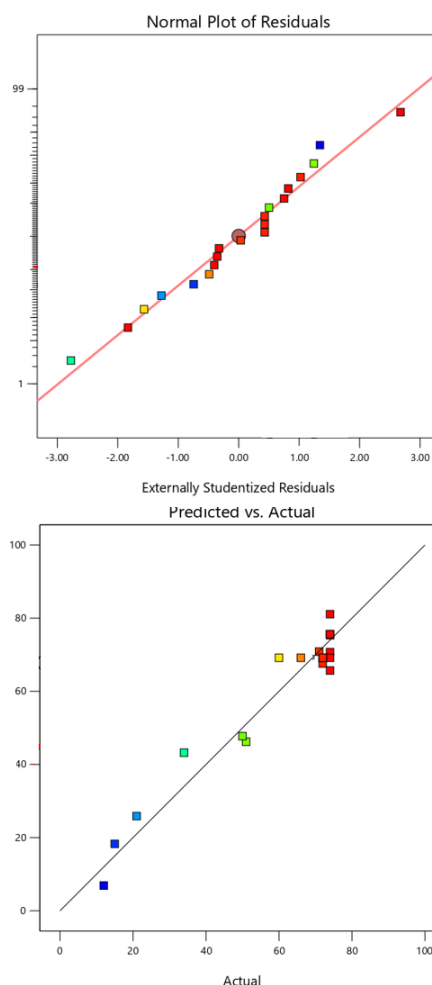 Normal Plot of Residuals
99
1
-3.00 -2.00 -1.00 0.00 1.00 2.00 3.00
Externally Studentized Residuals
Predicted vs. Actual
100
80
60
40
20
0
0 20 40 60 80 100
Actual